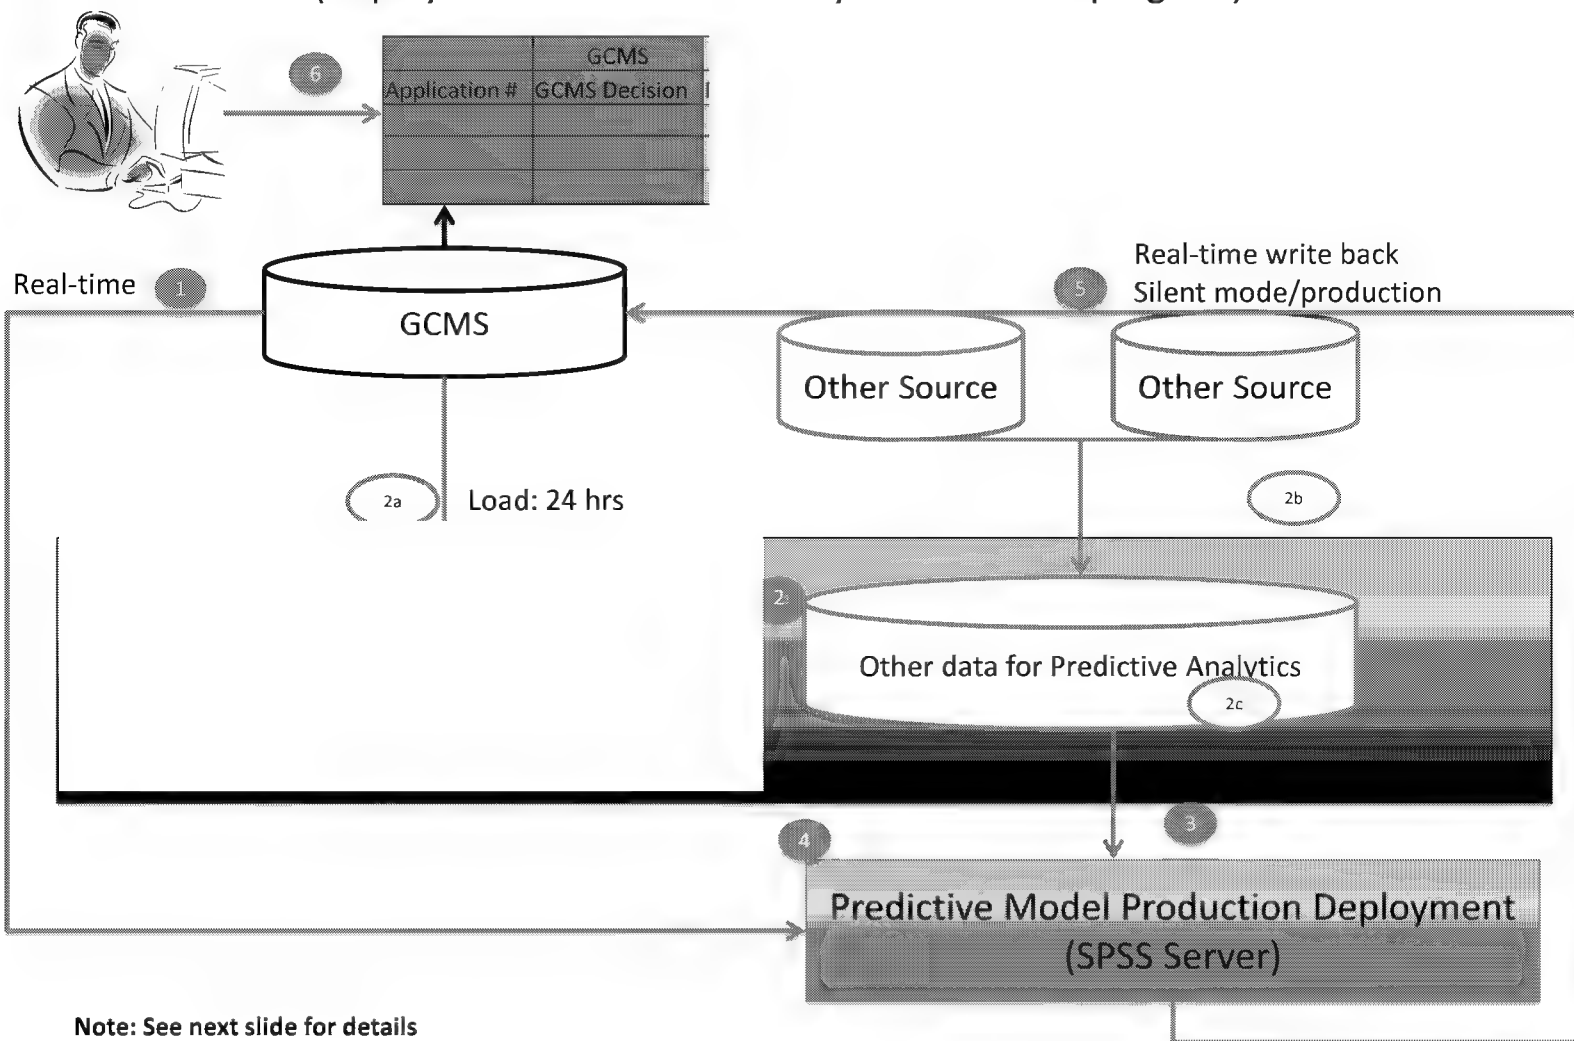 6
GCMS
Application # GCMS Decision
Real-time 1
GCMS
5 Real-time write back
Silent mode/production
Other Source Other Source
2a Load: 24 hrs
2b
2
Other data for Predictive Analytics
2c
3
4
Predictive Model Production Deployment
(SPSS Server)
Note: See next slide for details